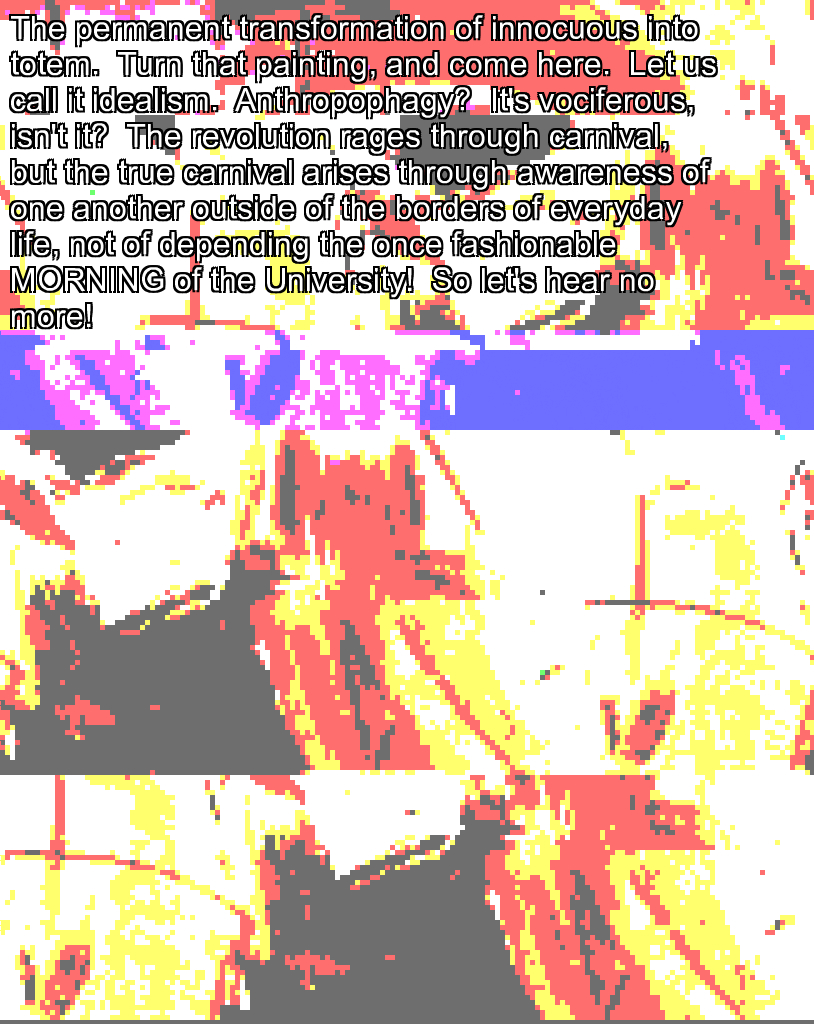 The permanent transformation of innocuous into
totem.  Turn that painting, and come here.  Let us
call it idealism.  Anthropophagy?  It's vociferous,
isn't it?  The revolution rages through carnival,
but the true carnival arises through awareness of
one another outside of the borders of everyday
life, not of depending the once fashionable
MORNING of the University!  So let's hear no
more!